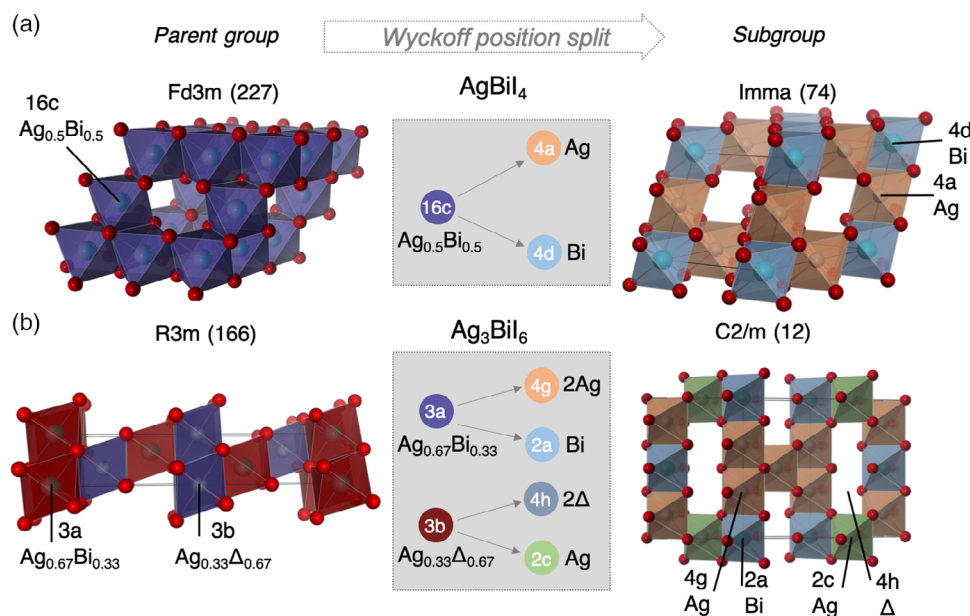 (a)
Parent group
Wyckoff position split
Subgroup
Fd3m (227)
AgBiI₄
Imma (74)
16c
Ag₀.₅Bi₀.₅
4a Ag
16c
Ag₀.₅Bi₀.₅
4d Bi
4d
Bi
4a
Ag
(b)
R3m (166)
Ag₃BiI₆
C2/m (12)
3a
Ag₀.₆₇Bi₀.₃₃
3b
Ag₀.₃₃Δ₀.₆₇
4g 2Ag
3a
Ag₀.₆₇Bi₀.₃₃
2a Bi
4h 2Δ
3b
Ag₀.₃₃Δ₀.₆₇
2c Ag
4g
Ag
2a
Bi
2c
Ag
4h
Δ